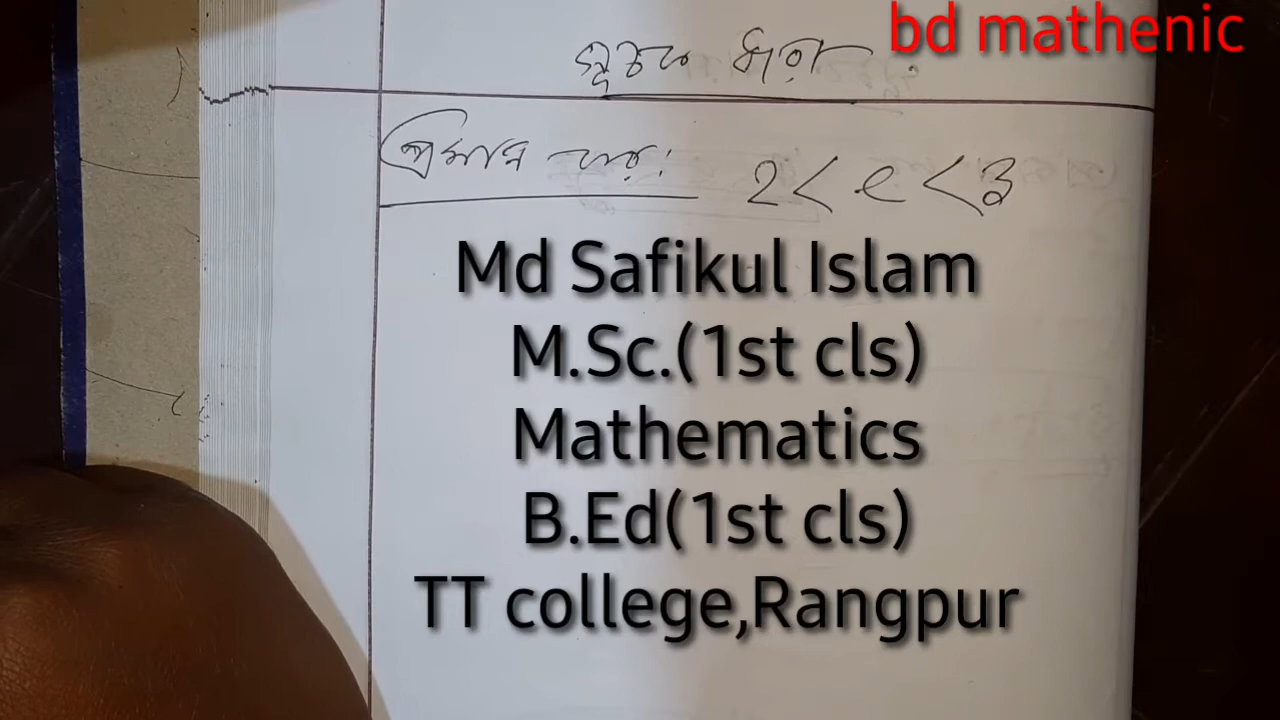 bd mathenic
সূচক ধারা
প্রমান কর: 2 < e < 3
Md Safikul Islam
M.Sc.(1st cls)
Mathematics
B.Ed(1st cls)
TT college,Rangpur